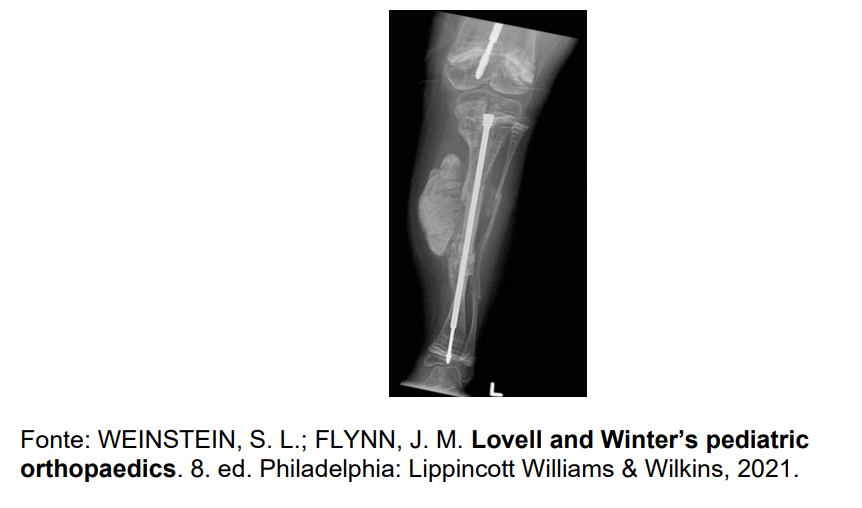 L
Fonte: WEINSTEIN, S. L.; FLYNN, J. M. Lovell and Winter’s pediatric
orthopaedics. 8. ed. Philadelphia: Lippincott Williams & Wilkins, 2021.